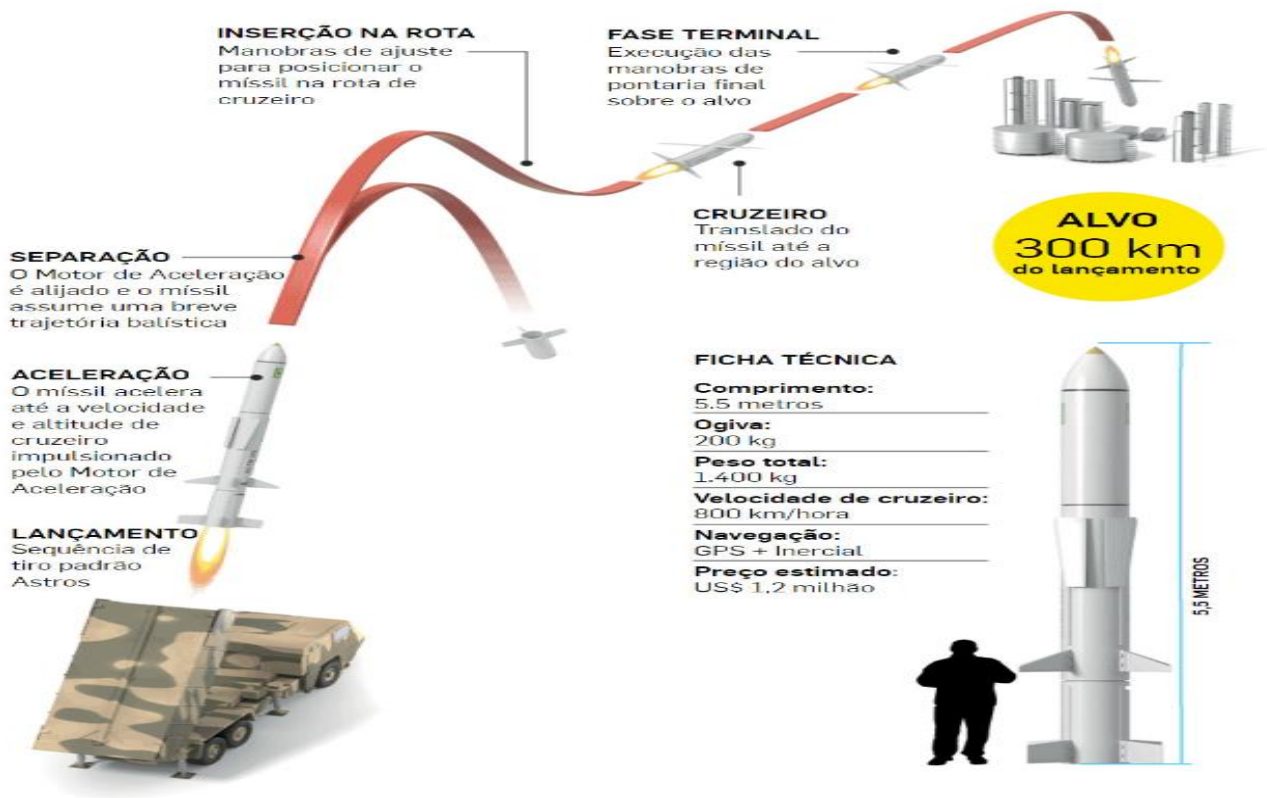 INSERÇÃO NA ROTA
Manobras de ajuste
para posicionar o
míssil na rota de
cruzeiro
FASE TERMINAL
Execução das
manobras de
pontaria final
sobre o alvo
CRUZEIRO
Translado do
míssil até a
região do alvo
ALVO
300 km
do lançamento
SEPARAÇÃO
O Motor de Aceleração
é alijado e o míssil
assume uma breve
trajetória balística
ACELERAÇÃO
O míssil acelera
até a velocidade
e altitude de
cruzeiro
impulsionado
pelo Motor de
Aceleração
LANÇAMENTO
Sequência de
tiro padrão
Astros
FICHA TÉCNICA
Comprimento:
5.5 metros
Ogiva:
200 kg
Peso total:
1.400 kg
Velocidade de cruzeiro:
800 km/hora
Navegação:
GPS + Inercial
Preço estimado:
US$ 1,2 milhão
5,5 METROS